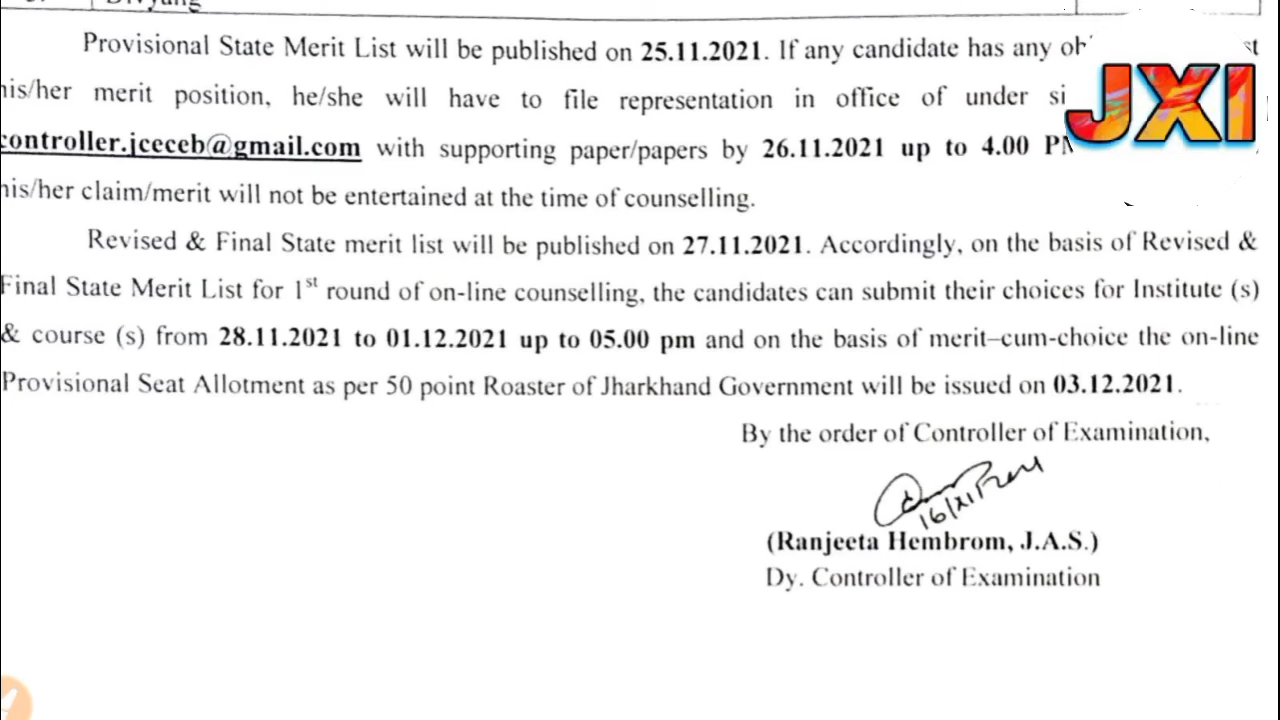 Divyang
Provisional State Merit List will be published on 25.11.2021. If any candidate has any
his/her merit position, he/she will have to file representation in office of under
controller.jceceb@gmail.com with supporting paper/papers by 26.11.2021 up to 4.00 PM
his/her claim/merit will not be entertained at the time of counselling.
Revised & Final State merit list will be published on 27.11.2021. Accordingly, on the basis of Revised &
Final State Merit List for 1st round of on-line counselling, the candidates can submit their choices for Institute (s)
& course (s) from 28.11.2021 to 01.12.2021 up to 05.00 pm and on the basis of merit–cum-choice the on-line
Provisional Seat Allotment as per 50 point Roaster of Jharkhand Government will be issued on 03.12.2021.
By the order of Controller of Examination,
16/XI
(Ranjeeta Hembrom, J.A.S.)
Dy. Controller of Examination
JXI